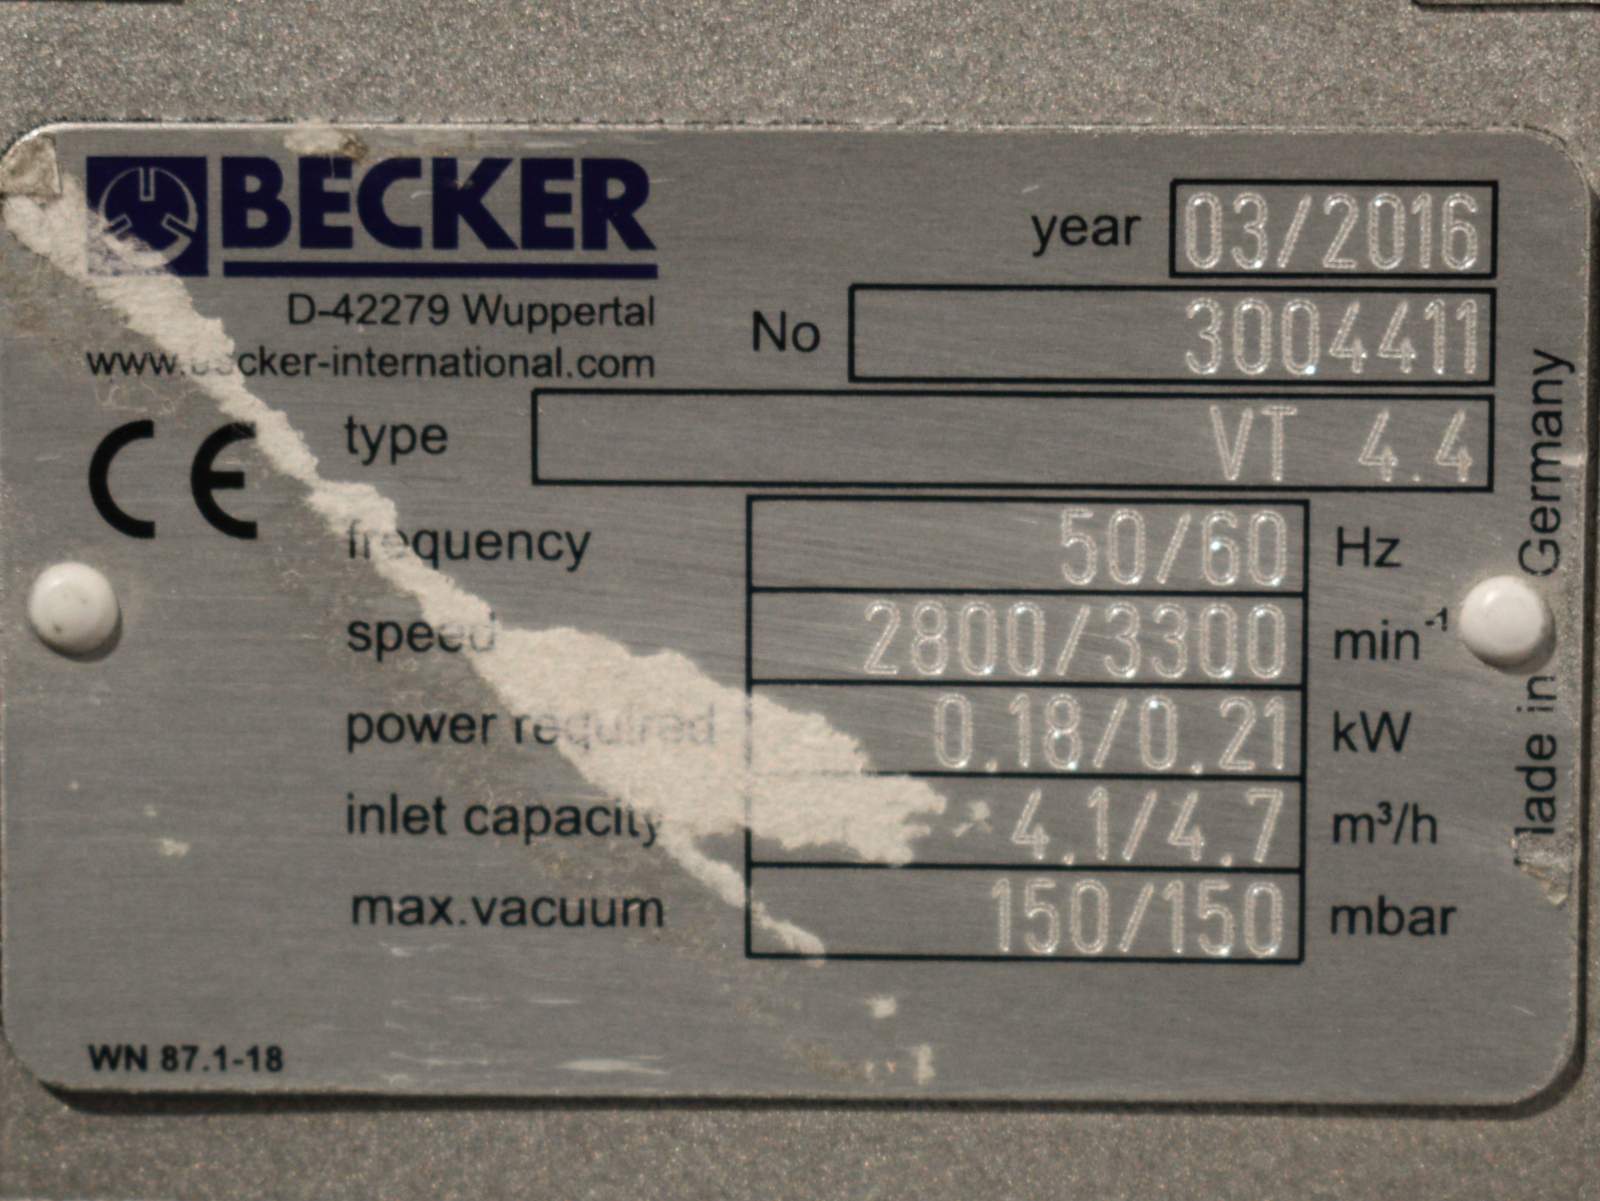 BECKER
D-42279 Wuppertal
www.becker-international.com
year 03/2016
No 3004411
type VT 4.4
frequency 50/60 Hz
speed 2800/3300 min⁻¹
power required 0.18/0.21 kW
inlet capacity 4.1/4.7 m³/h
max.vacuum 150/150 mbar
CE
WN 87.1-18
Made in Germany